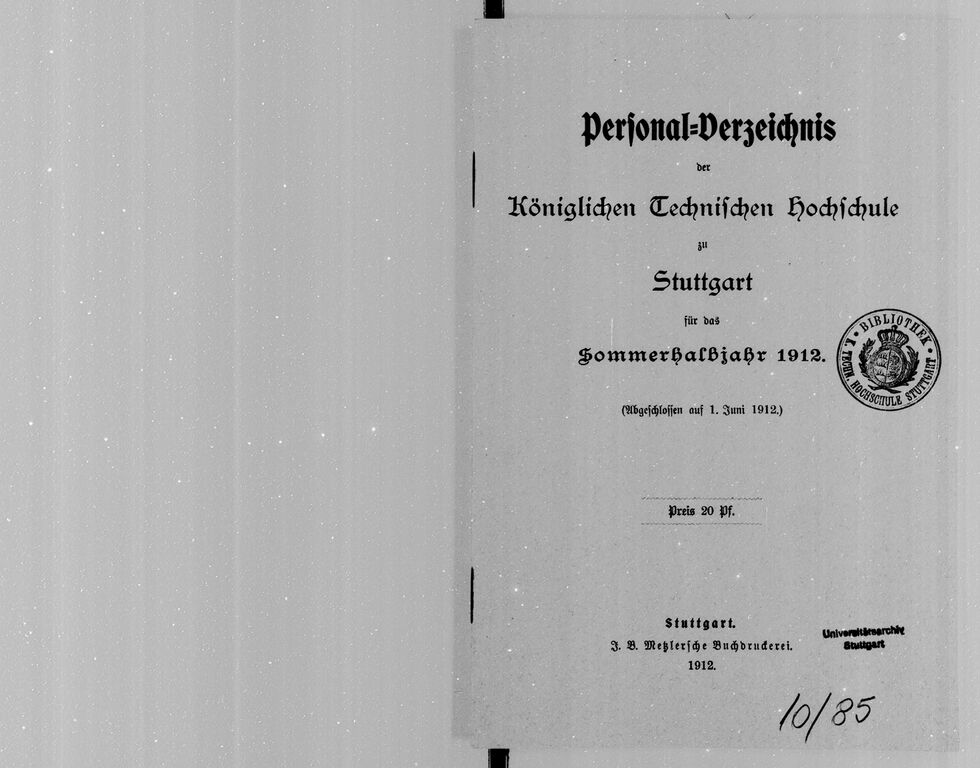 Personal-Verzeichnis
der
Königlichen Technischen Hochschule
zu
Stuttgart
für das
Sommerhalbjahr 1912.
BIBLIOTHEK
K. TECHN. HOCHSCHULE STUTTGART
(Abgeschlossen auf 1. Juni 1912.)
Preis 20 Pf.
Stuttgart.
J. B. Metzlersche Buchdruckerei.
1912.
Universitätsarchiv
Stuttgart
10/85